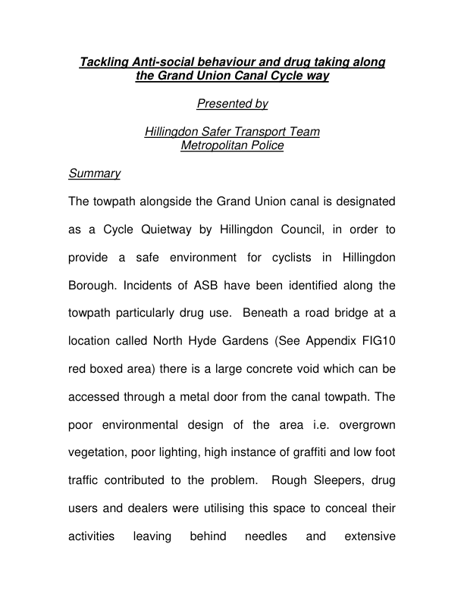 Tackling Anti-social behaviour and drug taking along
the Grand Union Canal Cycle way
Presented by
Hillingdon Safer Transport Team
Metropolitan Police
Summary
The towpath alongside the Grand Union canal is designated
as a Cycle Quietway by Hillingdon Council, in order to
provide a safe environment for cyclists in Hillingdon
Borough. Incidents of ASB have been identified along the
towpath particularly drug use.  Beneath a road bridge at a
location called North Hyde Gardens (See Appendix FIG10
red boxed area) there is a large concrete void which can be
accessed through a metal door from the canal towpath. The
poor environmental design of the area i.e. overgrown
vegetation, poor lighting, high instance of graffiti and low foot
traffic contributed to the problem.  Rough Sleepers, drug
users and dealers were utilising this space to conceal their
activities leaving behind needles and extensive